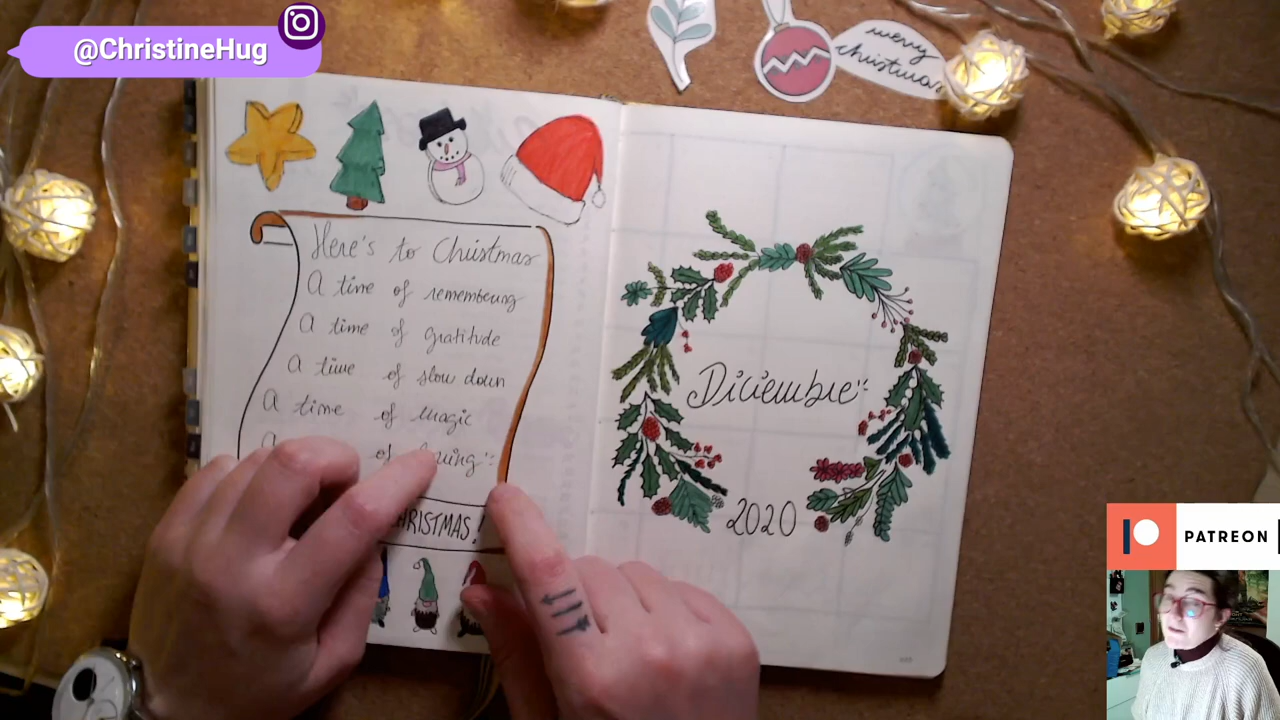 @ChristineHug
merry
christmas
Here's to Christmas
A time of remembering
A time of gratitude
A time of slow down
A time of magic
A of
CHRISTMAS!
Diciembre
2020
PATREON